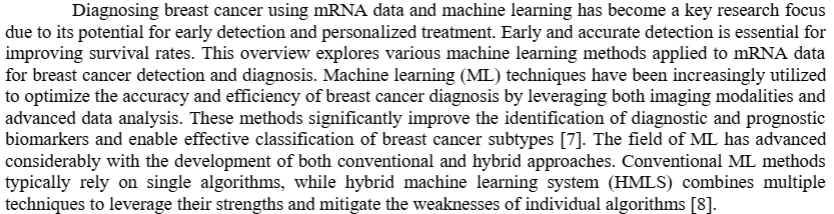 Diagnosing breast cancer using mRNA data and machine learning has become a key research focus
due to its potential for early detection and personalized treatment. Early and accurate detection is essential for
improving survival rates. This overview explores various machine learning methods applied to mRNA data
for breast cancer detection and diagnosis. Machine learning (ML) techniques have been increasingly utilized
to optimize the accuracy and efficiency of breast cancer diagnosis by leveraging both imaging modalities and
advanced data analysis. These methods significantly improve the identification of diagnostic and prognostic
biomarkers and enable effective classification of breast cancer subtypes [7]. The field of ML has advanced
considerably with the development of both conventional and hybrid approaches. Conventional ML methods
typically rely on single algorithms, while hybrid machine learning system (HMLS) combines multiple
techniques to leverage their strengths and mitigate the weaknesses of individual algorithms [8].